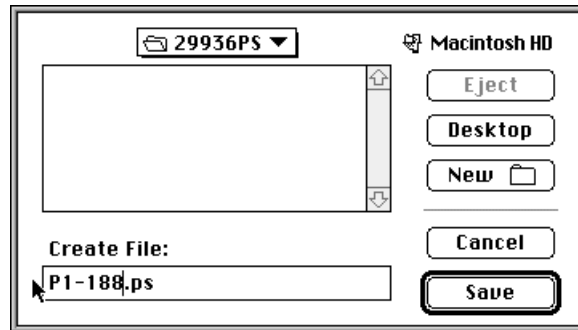 29936PS
Macintosh HD
Eject
Desktop
New
Create File:
P1-188.ps
Cancel
Save